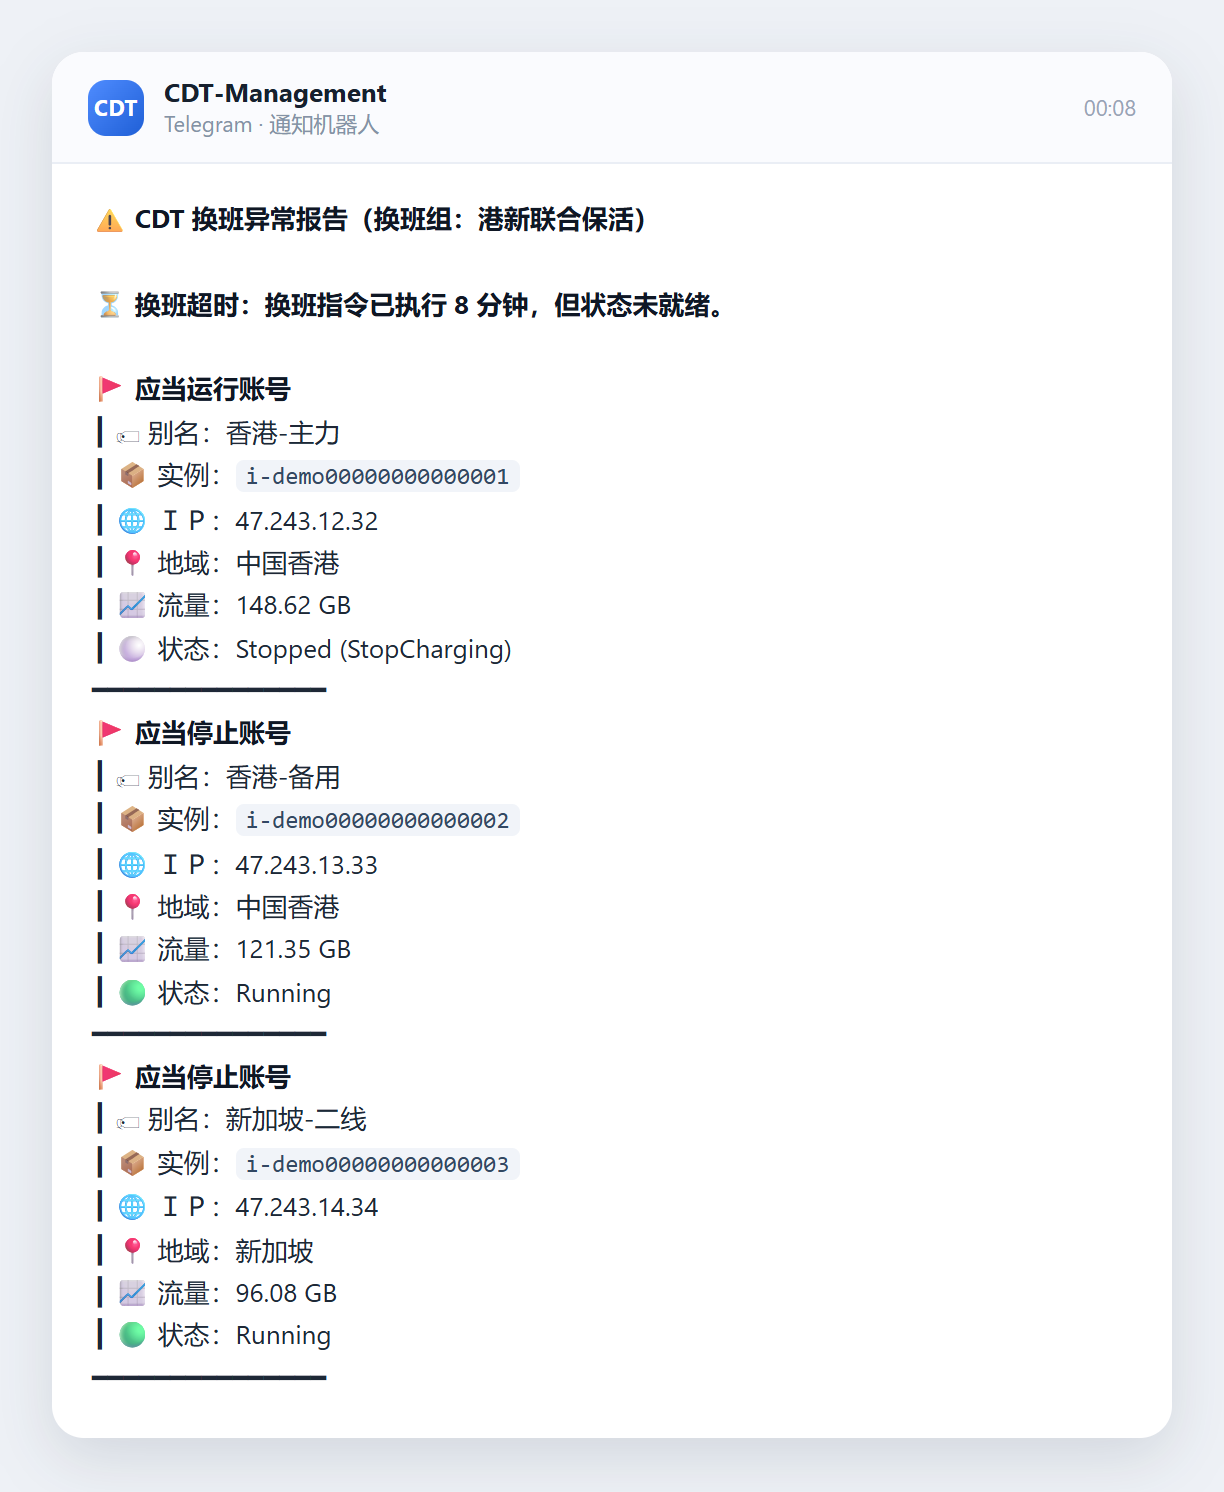 CDT
CDT-Management
Telegram · 通知机器人
00:08
⚠️ CDT 换班异常报告（换班组：港新联合保活）
⏳ 换班超时：换班指令已执行 8 分钟，但状态未就绪。
🚩 应当运行账号
┃ 🏷️ 别名：香港-主力
┃ 📦 实例：i-demo00000000000001
┃ 🌐 ＩＰ：47.243.12.32
┃ 📍 地域：中国香港
┃ 📈 流量：148.62 GB
┃ ⚪ 状态：Stopped (StopCharging)
━━━━━━━━━
🚩 应当停止账号
┃ 🏷️ 别名：香港-备用
┃ 📦 实例：i-demo00000000000002
┃ 🌐 ＩＰ：47.243.13.33
┃ 📍 地域：中国香港
┃ 📈 流量：121.35 GB
┃ 🟢 状态：Running
━━━━━━━━━
🚩 应当停止账号
┃ 🏷️ 别名：新加坡-二线
┃ 📦 实例：i-demo00000000000003
┃ 🌐 ＩＰ：47.243.14.34
┃ 📍 地域：新加坡
┃ 📈 流量：96.08 GB
┃ 🟢 状态：Running
━━━━━━━━━